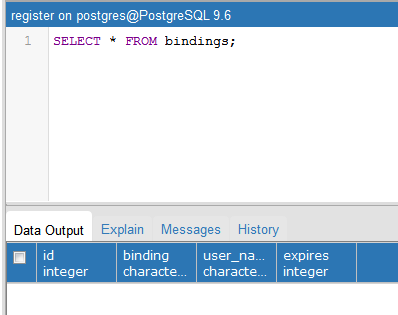 register on postgres@PostgreSQL 9.6
1 SELECT * FROM bindings;
Data Output Explain Messages History
id binding user_na... expires
integer characte... characte... integer